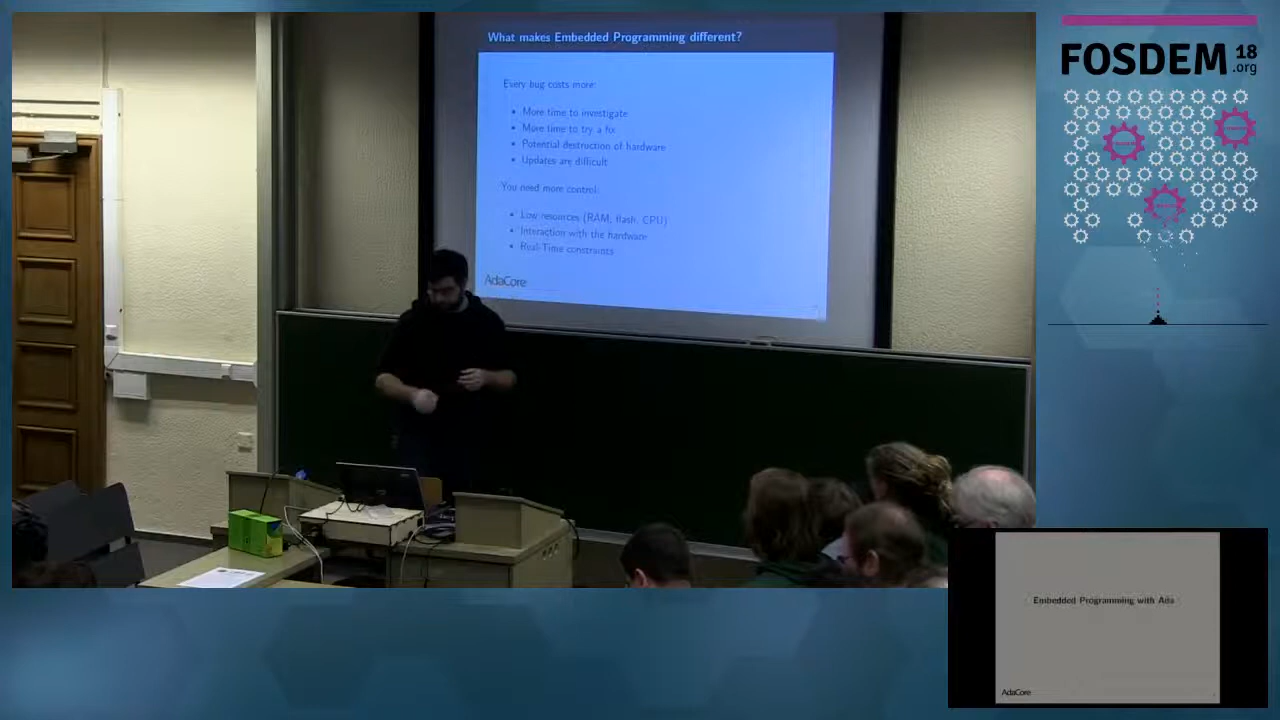 What makes Embedded Programming different?
Every bug costs more:
More time to investigate
More time to try a fix
Potential destruction of hardware
Updates are difficult
You need more control:
Low resources (RAM, flash, CPU)
Interaction with the hardware
Real-Time constraints
AdaCore
FOSDEM 18
.org
Embedded Programming with Ada
AdaCore